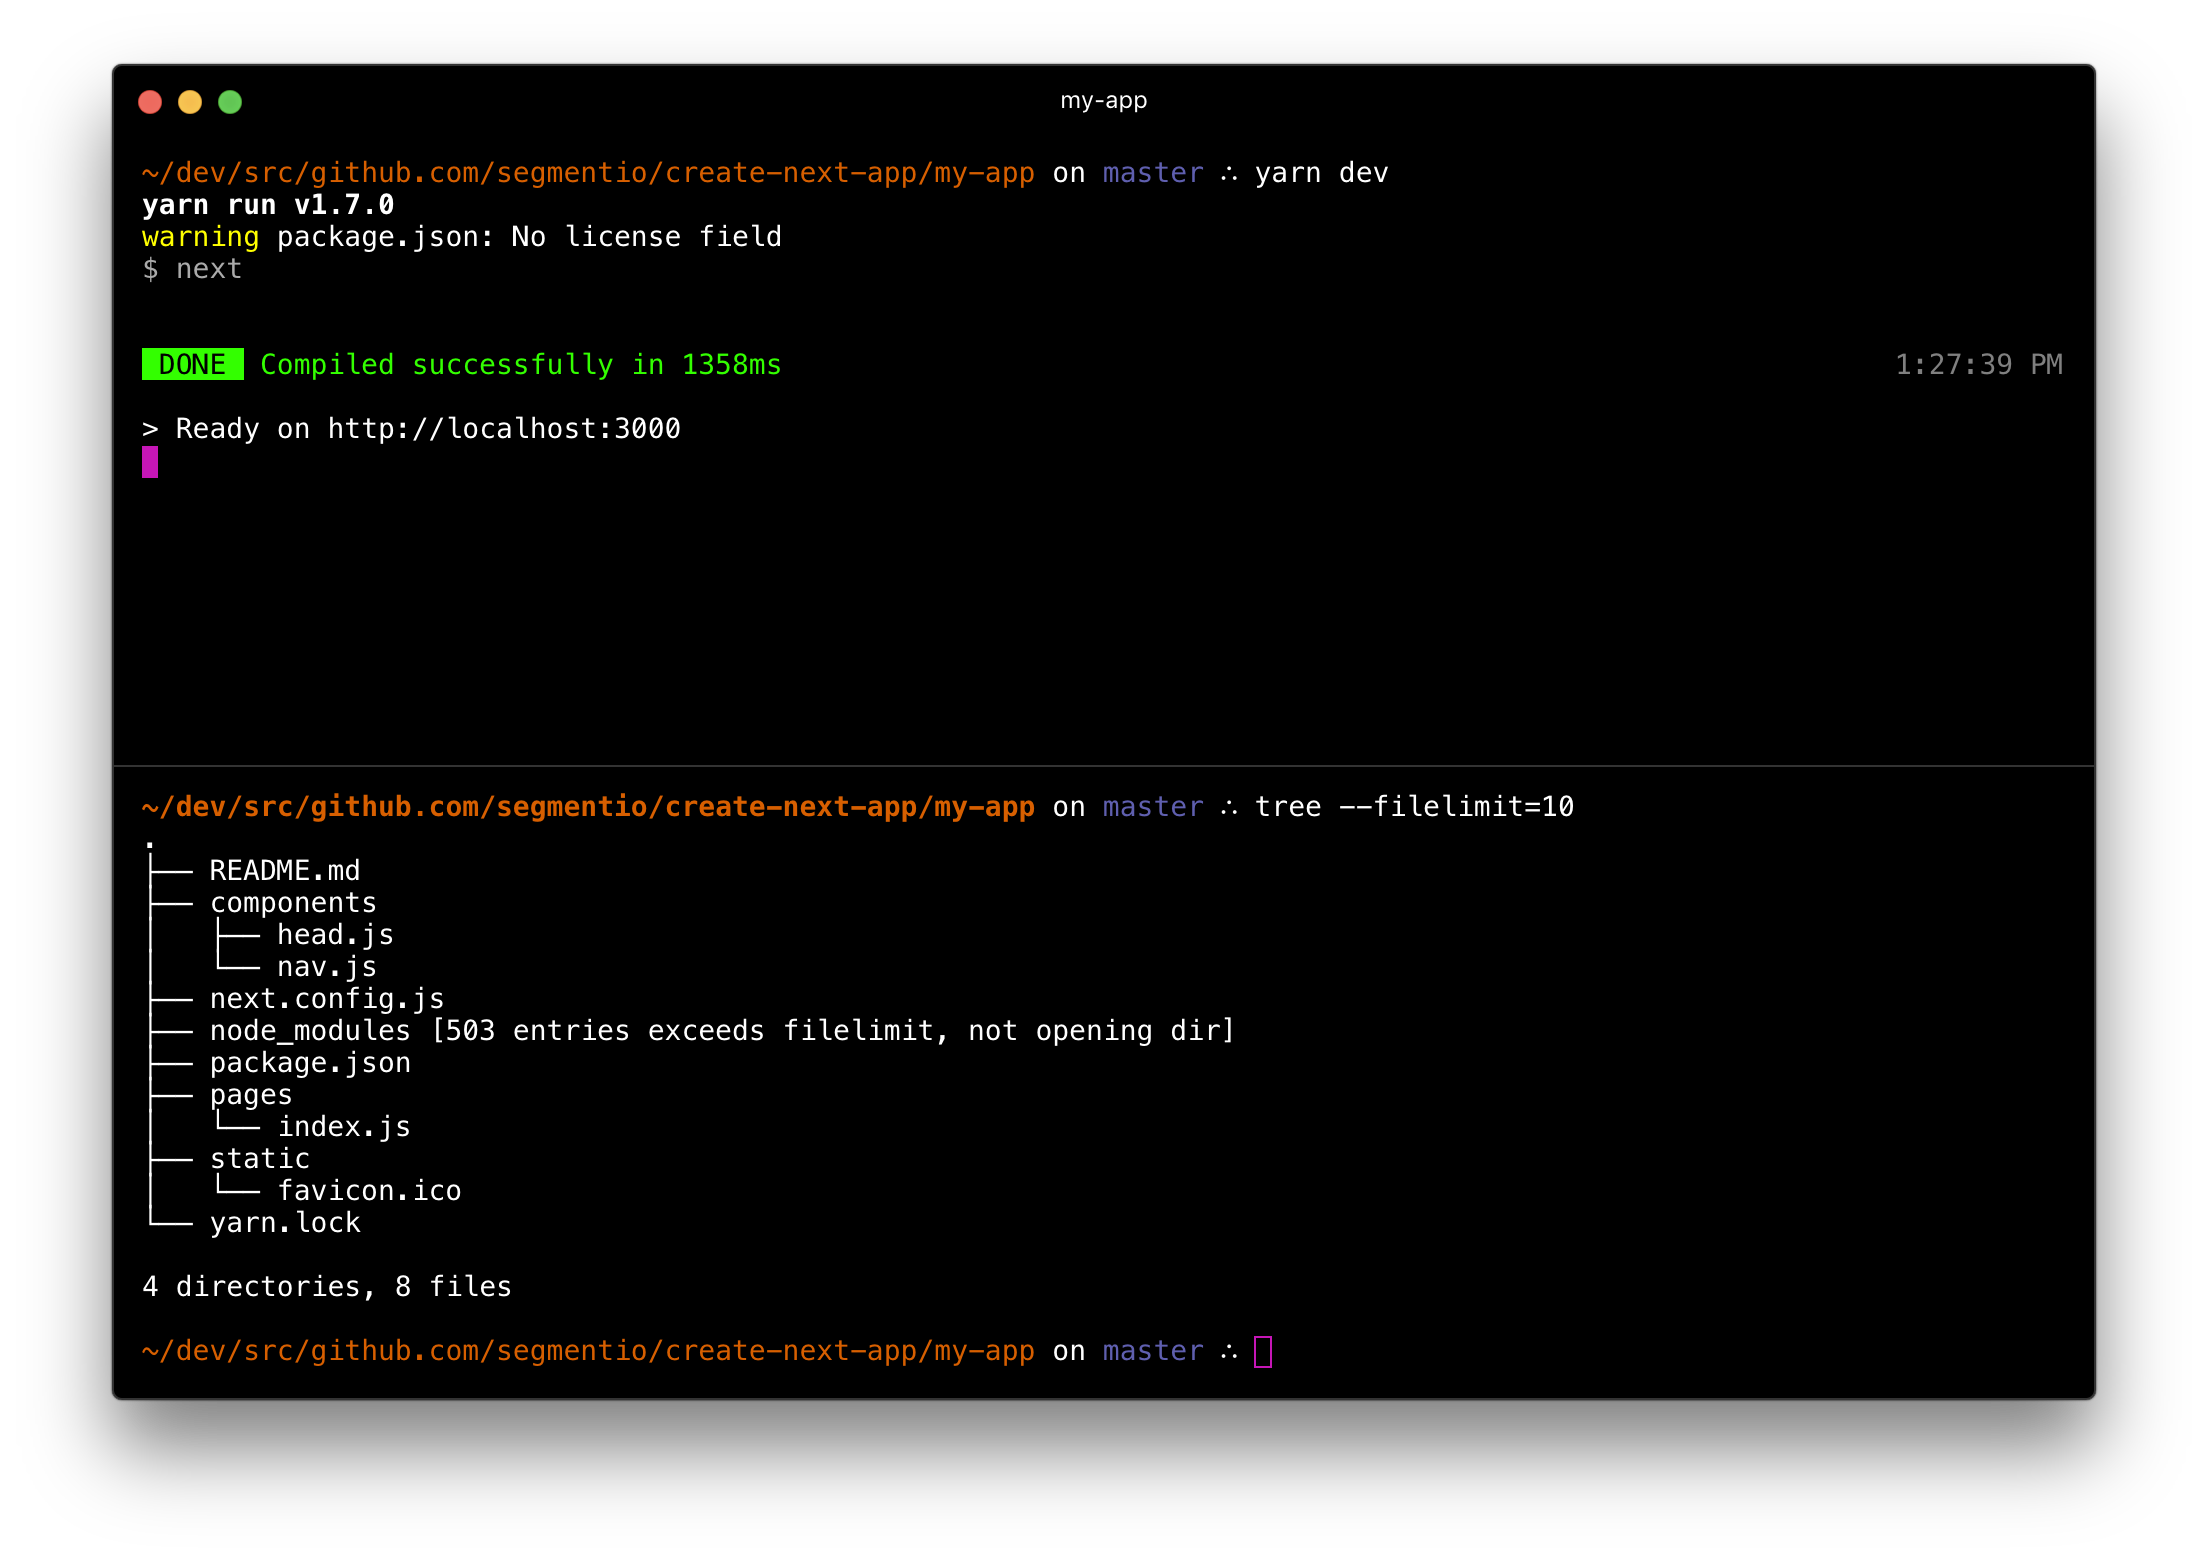 my-app
~/dev/src/github.com/segmentio/create-next-app/my-app on master ∴ yarn dev
yarn run v1.7.0
warning package.json: No license field
$ next
DONE Compiled successfully in 1358ms 1:27:39 PM
> Ready on http://localhost:3000
~/dev/src/github.com/segmentio/create-next-app/my-app on master ∴ tree --filelimit=10
.
├── README.md
├── components
│   ├── head.js
│   └── nav.js
├── next.config.js
├── node_modules [503 entries exceeds filelimit, not opening dir]
├── package.json
├── pages
│   └── index.js
├── static
│   └── favicon.ico
└── yarn.lock
4 directories, 8 files
~/dev/src/github.com/segmentio/create-next-app/my-app on master ∴